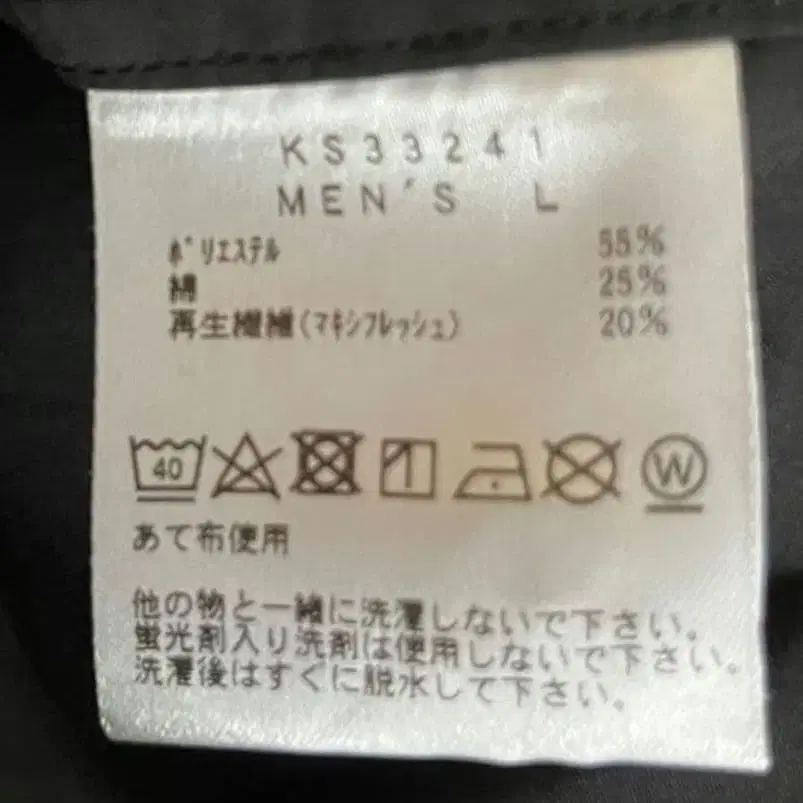 KS33241
MEN'S L
ﾎﾟﾘｴｽﾃﾙ 55%
綿 25%
再生繊維(ﾏｷｼﾌﾚｯｼｭ) 20%
40 W
あて布使用
他の物と一緒に洗濯しないで下さい。
蛍光剤入り洗剤は使用しないで下さい。
洗濯後はすぐに脱水して下さい。